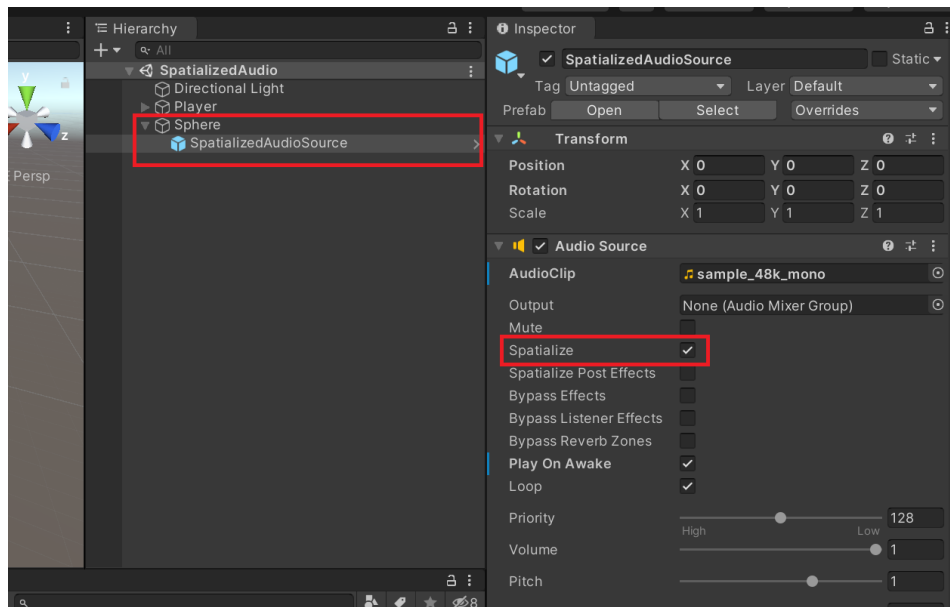 Hierarchy
All
SpatializedAudio
Directional Light
Player
Sphere
SpatializedAudioSource
y
z
Persp
8
Inspector
SpatializedAudioSource Static
Tag Untagged Layer Default
Prefab Open Select Overrides
Transform
Position X 0 Y 0 Z 0
Rotation X 0 Y 0 Z 0
Scale X 1 Y 1 Z 1
Audio Source
AudioClip sample_48k_mono
Output None (Audio Mixer Group)
Mute
Spatialize
Spatialize Post Effects
Bypass Effects
Bypass Listener Effects
Bypass Reverb Zones
Play On Awake
Loop
Priority 128
High Low
Volume 1
Pitch 1